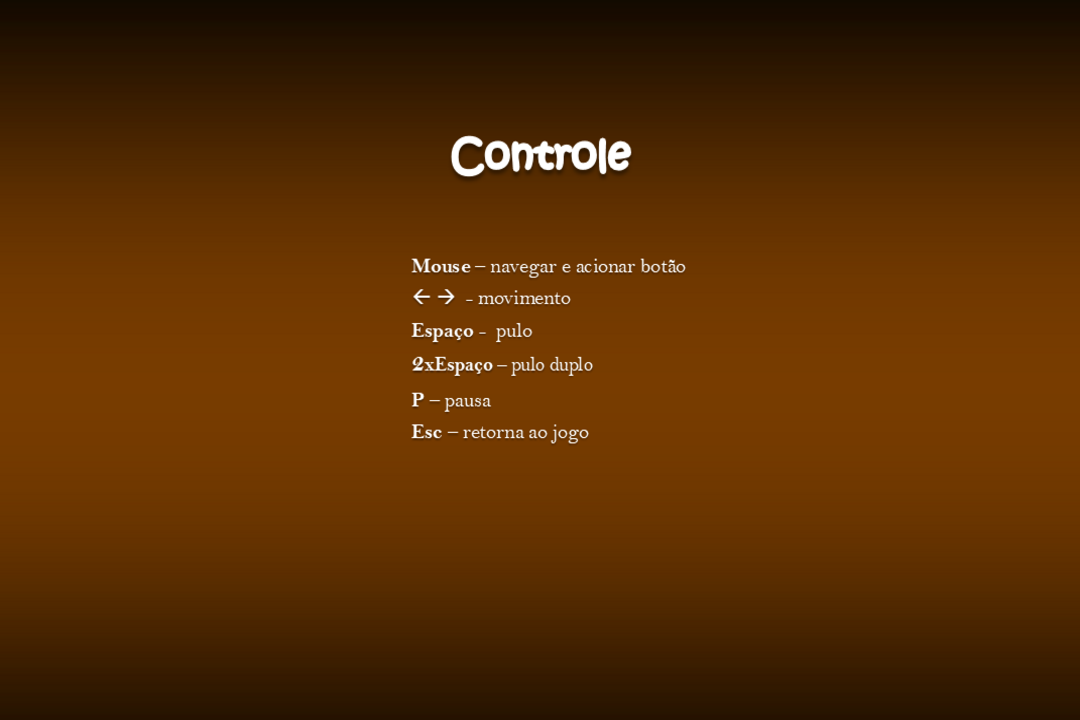 Controle
Mouse – navegar e acionar botão
← → - movimento
Espaço - pulo
2xEspaço – pulo duplo
P – pausa
Esc – retorna ao jogo